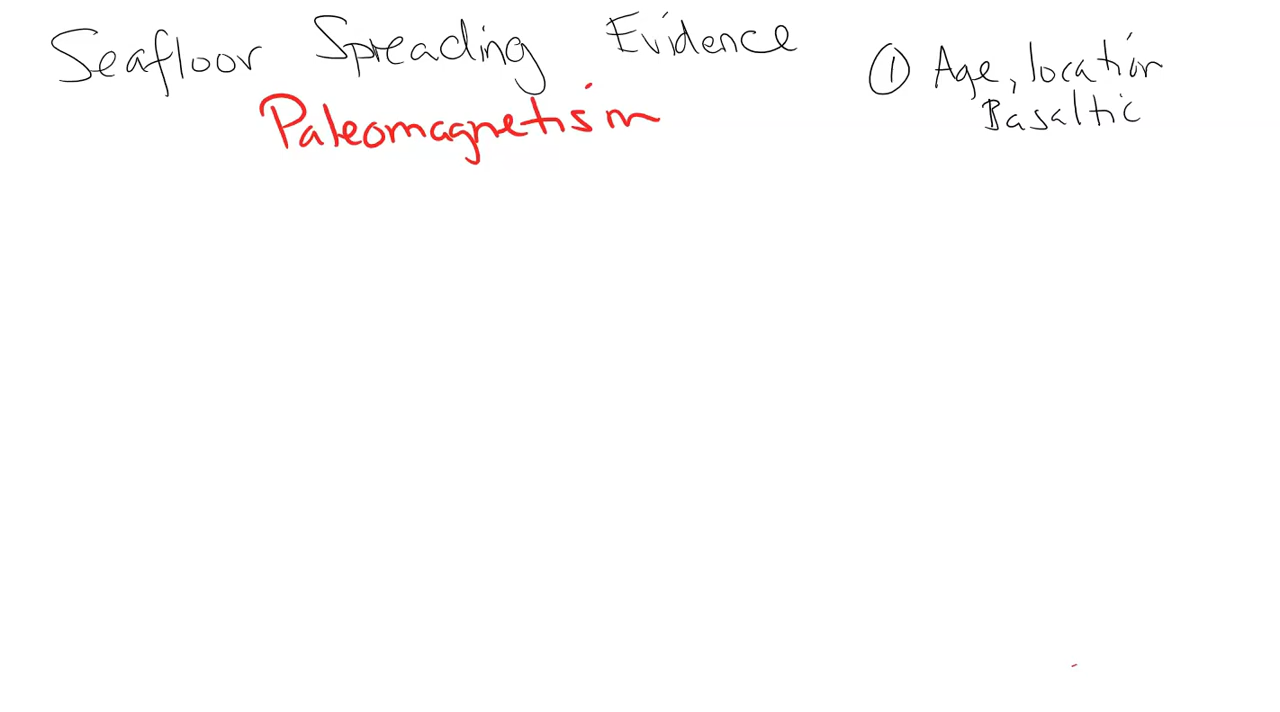 Seafloor Spreading Evidence
Paleomagnetism
① Age, location
Basaltic